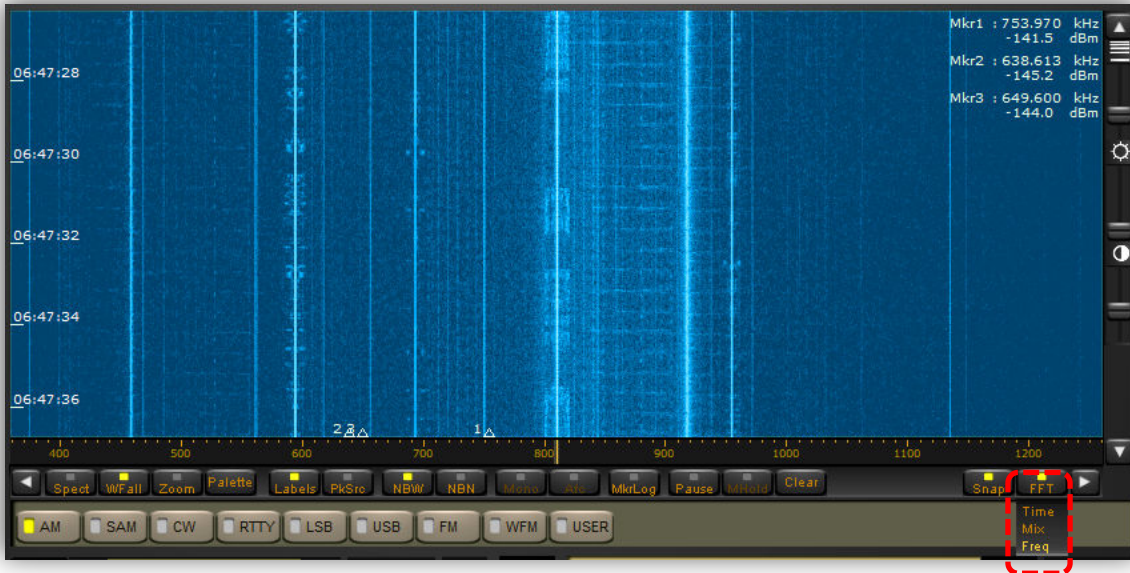 Mkr1 : 753.970 kHz
-141.5 dBm
Mkr2 : 638.613 kHz
-145.2 dBm
Mkr3 : 649.600 kHz
-144.0 dBm
06:47:28
06:47:30
06:47:32
06:47:34
06:47:36
2 3 1
400 500 600 700 800 900 1000 1100 1200
Spect WFall Zoom Palette Labels PkSrc NBW NBN Mono Afc MkrLog Pause MHold Clear Snap FFT
AM SAM CW RTTY LSB USB FM WFM USER
Time
Mix
Freq